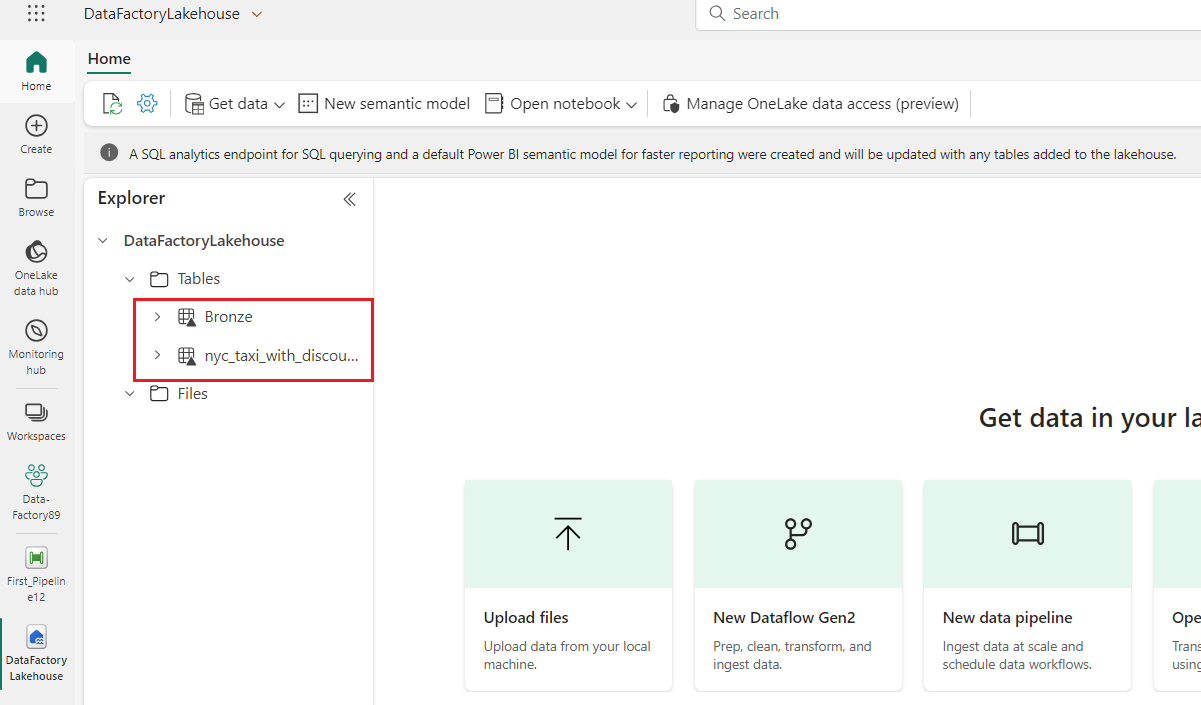 DataFactoryLakehouse
Search
Home
Create
Browse
OneLake
data hub
Monitoring
hub
Workspaces
Data-
Factory89
First_Pipelin
e12
DataFactory
Lakehouse
Home
Get data
New semantic model
Open notebook
Manage OneLake data access (preview)
A SQL analytics endpoint for SQL querying and a default Power BI semantic model for faster reporting were created and will be updated with any tables added to the lakehouse.
Explorer
DataFactoryLakehouse
Tables
Bronze
nyc_taxi_with_discou...
Files
Get data in your la
Upload files
Upload data from your local
machine.
New Dataflow Gen2
Prep, clean, transform, and
ingest data.
New data pipeline
Ingest data at scale and
schedule data workflows.
Ope
Trans
using